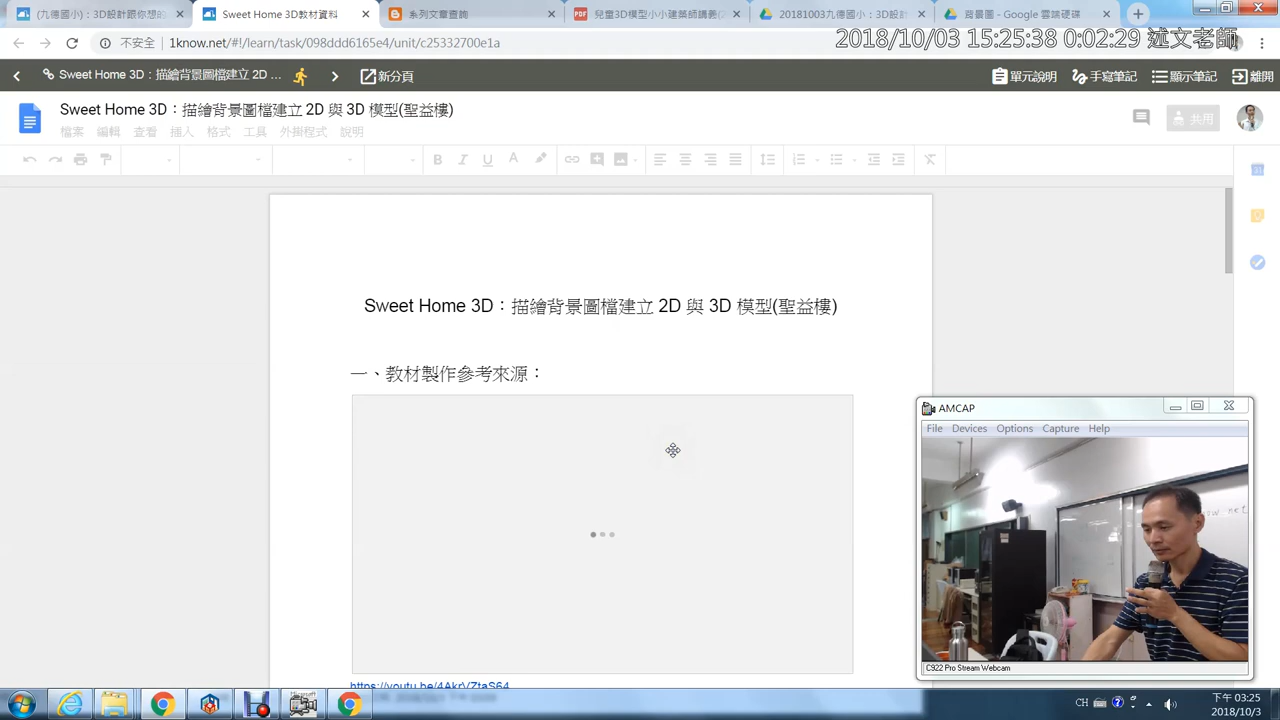 (九德國小)：3D設計跟你想的
Sweet Home 3D教材資料
系列文章查詢
兒童3D模型小小建築師講義(2
20181003九德國小：3D設計
背景圖 - Google 雲端硬碟
不安全 1know.net/#!/learn/task/098ddd6165e4/unit/c25332700e1a
2018/10/03 15:25:38 0:02:29 述文老師
Sweet Home 3D：描繪背景圖檔建立 2D ...
新分頁
單元說明
手寫筆記
顯示筆記
離開
Sweet Home 3D：描繪背景圖檔建立 2D 與 3D 模型(聖益樓)
共用
檔案 編輯 查看 插入 格式 工具 外掛程式 說明
Sweet Home 3D：描繪背景圖檔建立 2D 與 3D 模型(聖益樓)
一、教材製作參考來源：
https://youtu.be/4AkrVZtaS64
AMCAP
File Devices Options Capture Help
C922 Pro Stream Webcam
CH
下午 03:25
2018/10/3